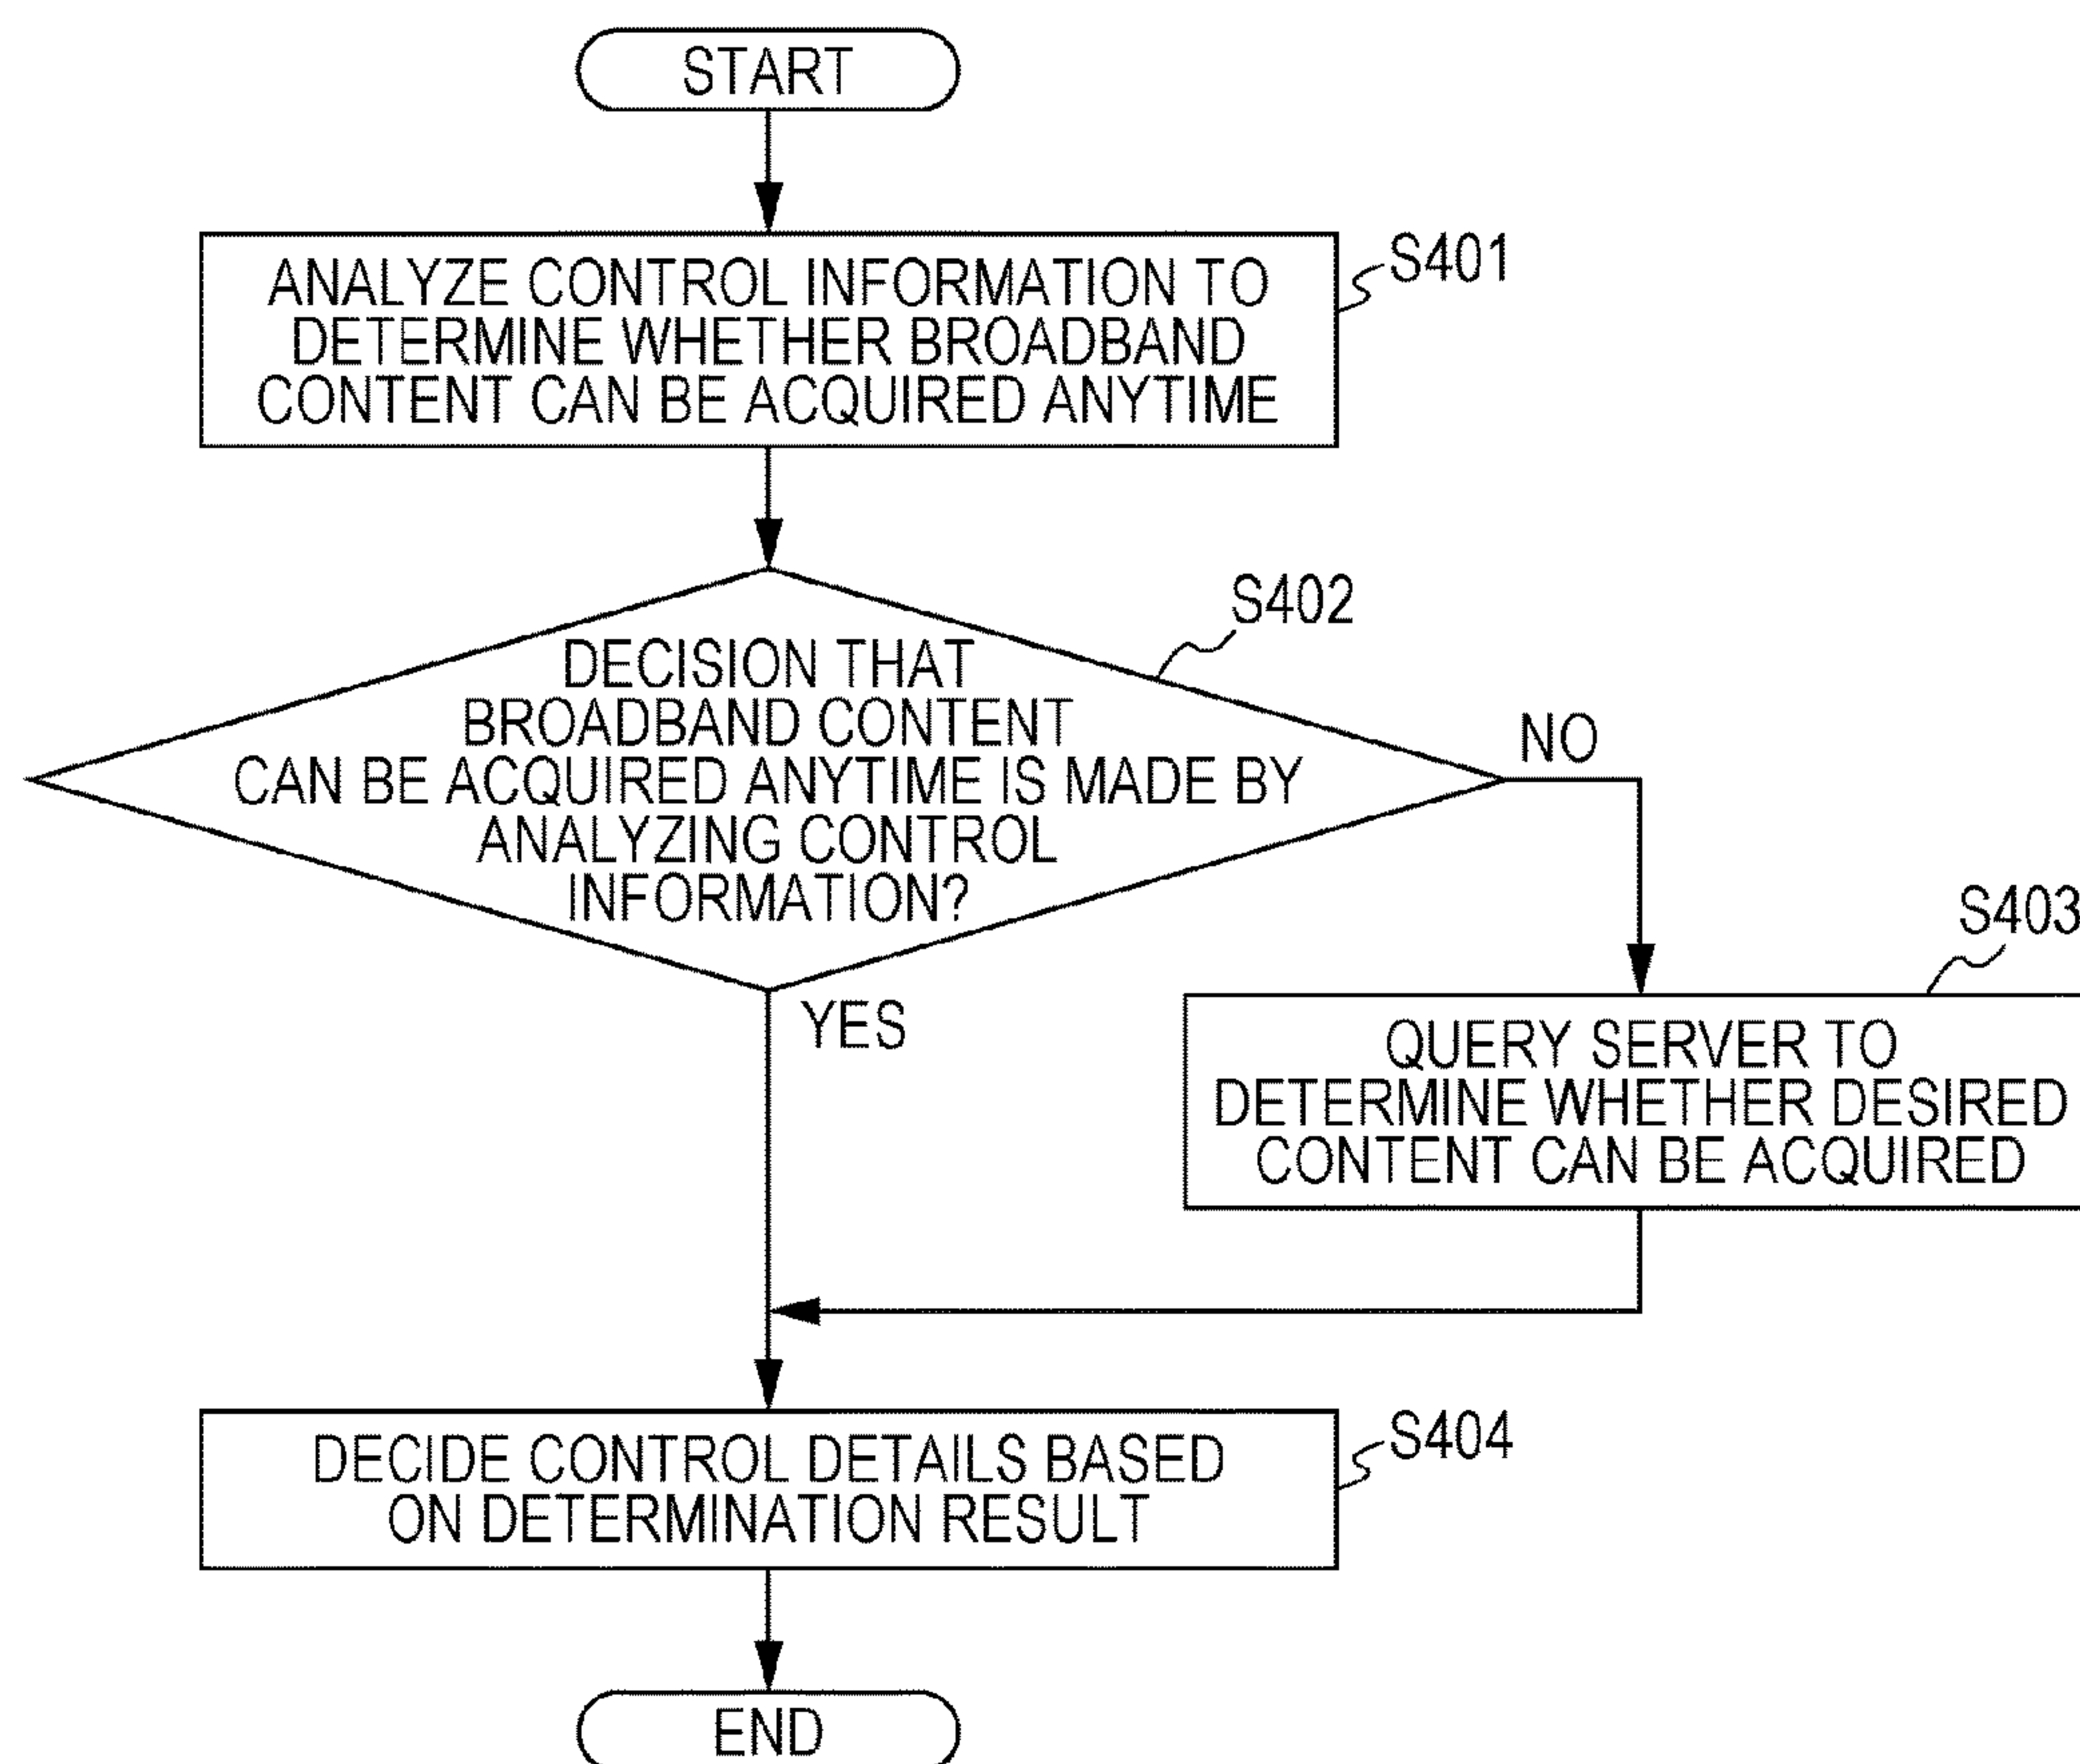 START
ANALYZE CONTROL INFORMATION TO
DETERMINE WHETHER BROADBAND
CONTENT CAN BE ACQUIRED ANYTIME
S401
S402
DECISION THAT
BROADBAND CONTENT
CAN BE ACQUIRED ANYTIME IS MADE BY
ANALYZING CONTROL
INFORMATION?
NO
YES
S403
QUERY SERVER TO
DETERMINE WHETHER DESIRED
CONTENT CAN BE ACQUIRED
DECIDE CONTROL DETAILS BASED
ON DETERMINATION RESULT
S404
END